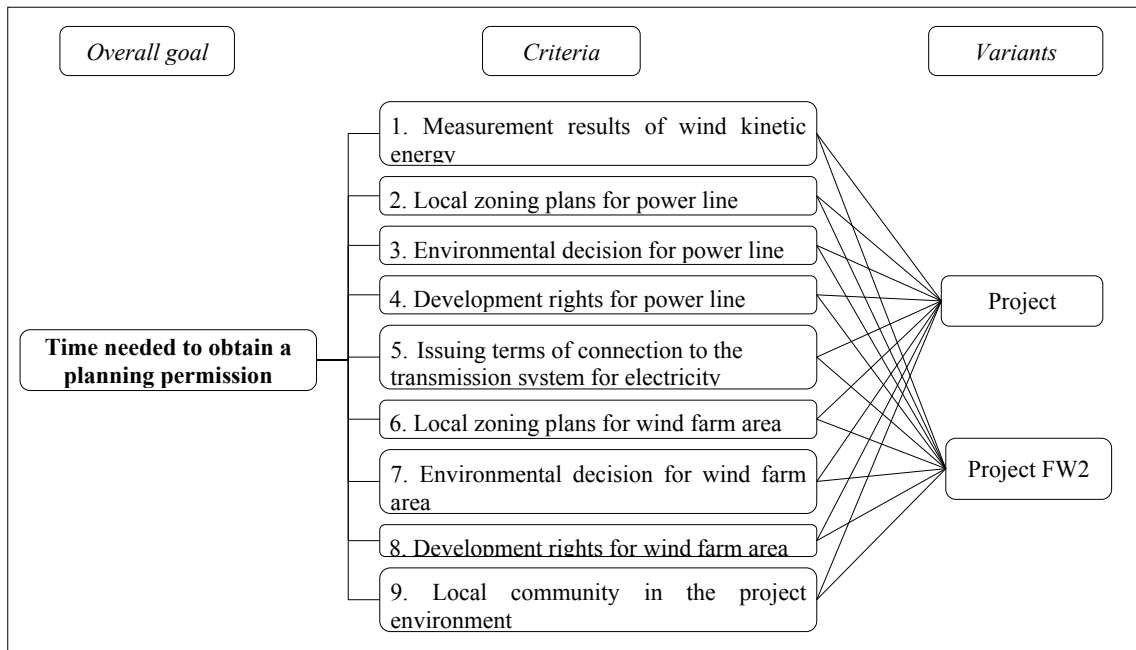 Overall goal
Criteria
Variants
1. Measurement results of wind kinetic
energy
2. Local zoning plans for power line
3. Environmental decision for power line
4. Development rights for power line
5. Issuing terms of connection to the
transmission system for electricity
6. Local zoning plans for wind farm area
7. Environmental decision for wind farm
area
8. Development rights for wind farm area
9. Local community in the project
environment
Time needed to obtain a
planning permission
Project
Project FW2